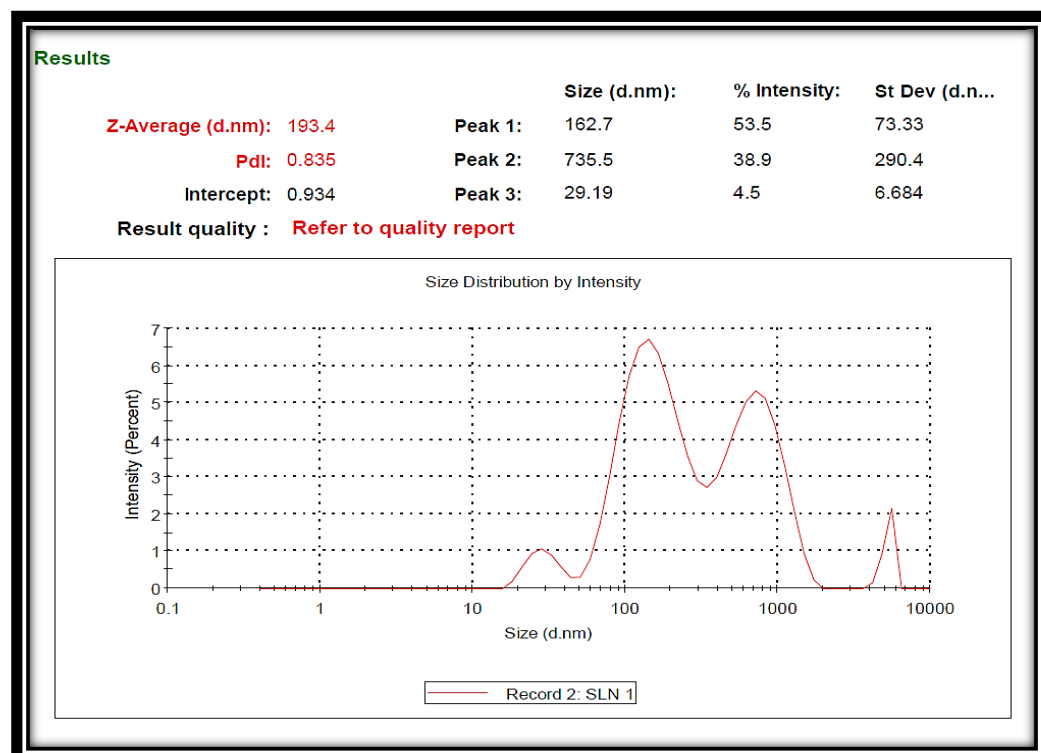 Results
Size (d.nm): % Intensity: St Dev (d.n...
Z-Average (d.nm): 193.4 Peak 1: 162.7 53.5 73.33
PdI: 0.835 Peak 2: 735.5 38.9 290.4
Intercept: 0.934 Peak 3: 29.19 4.5 6.684
Result quality : Refer to quality report
Size Distribution by Intensity
Intensity (Percent)
7
6
5
4
3
2
1
0
0.1 1 10 100 1000 10000
Size (d.nm)
Record 2: SLN 1